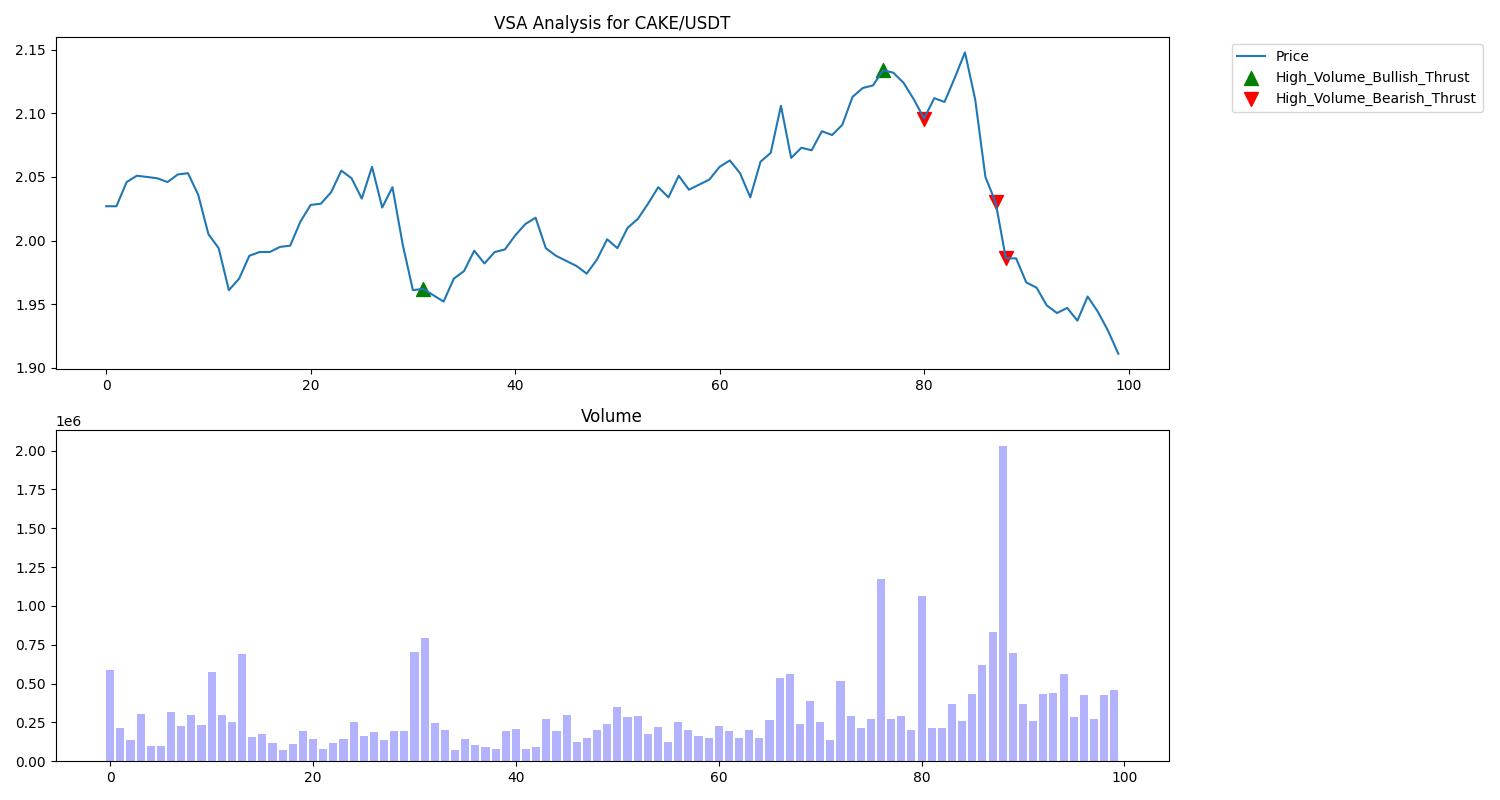 VSA Analysis for CAKE/USDT
2.15
2.10
2.05
2.00
1.95
1.90
0 20 40 60 80 100
Price
High_Volume_Bullish_Thrust
High_Volume_Bearish_Thrust
Volume
1e6
2.00
1.75
1.50
1.25
1.00
0.75
0.50
0.25
0.00
0 20 40 60 80 100